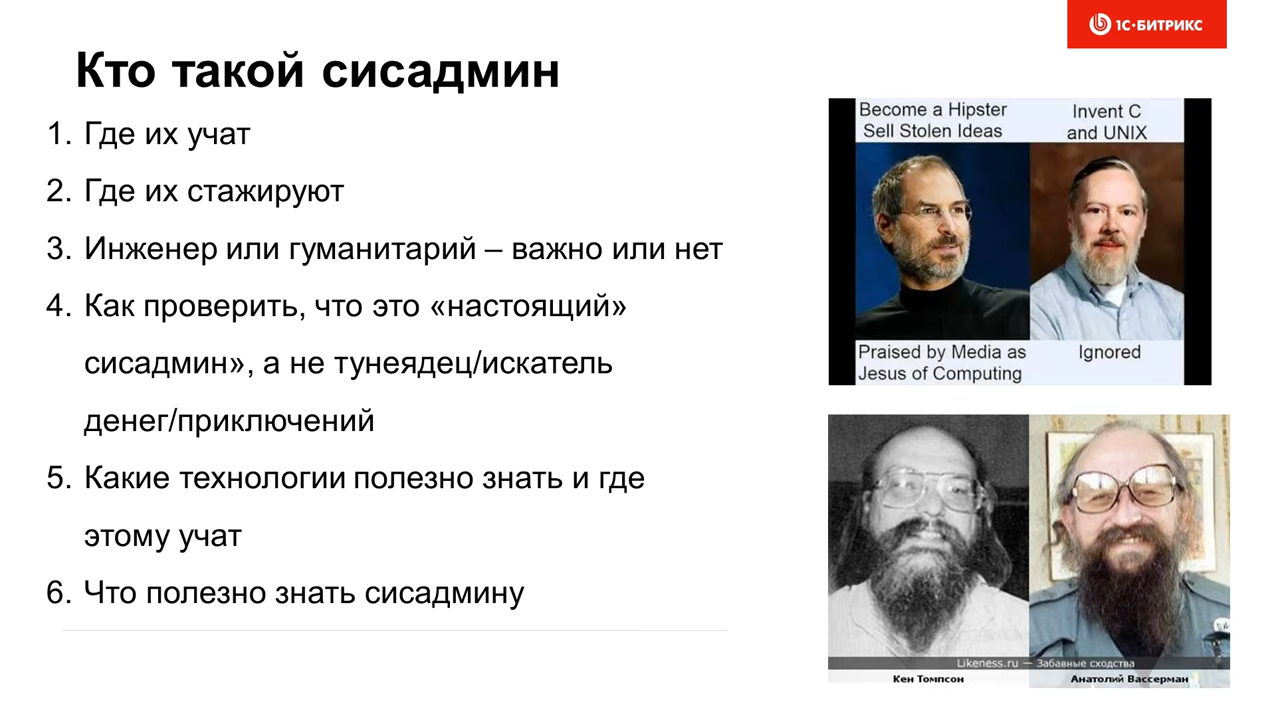 1С-БИТРИКС
Кто такой сисадмин
1. Где их учат
2. Где их стажируют
3. Инженер или гуманитарий – важно или нет
4. Как проверить, что это «настоящий»
сисадмин», а не тунеядец/искатель
денег/приключений
5. Какие технологии полезно знать и где
этому учат
6. Что полезно знать сисадмину
Become a Hipster
Sell Stolen Ideas
Invent C
and UNIX
Praised by Media as
Jesus of Computing
Ignored
Likeness.ru — Забавные сходства
Кен Томпсон
Анатолий Вассерман